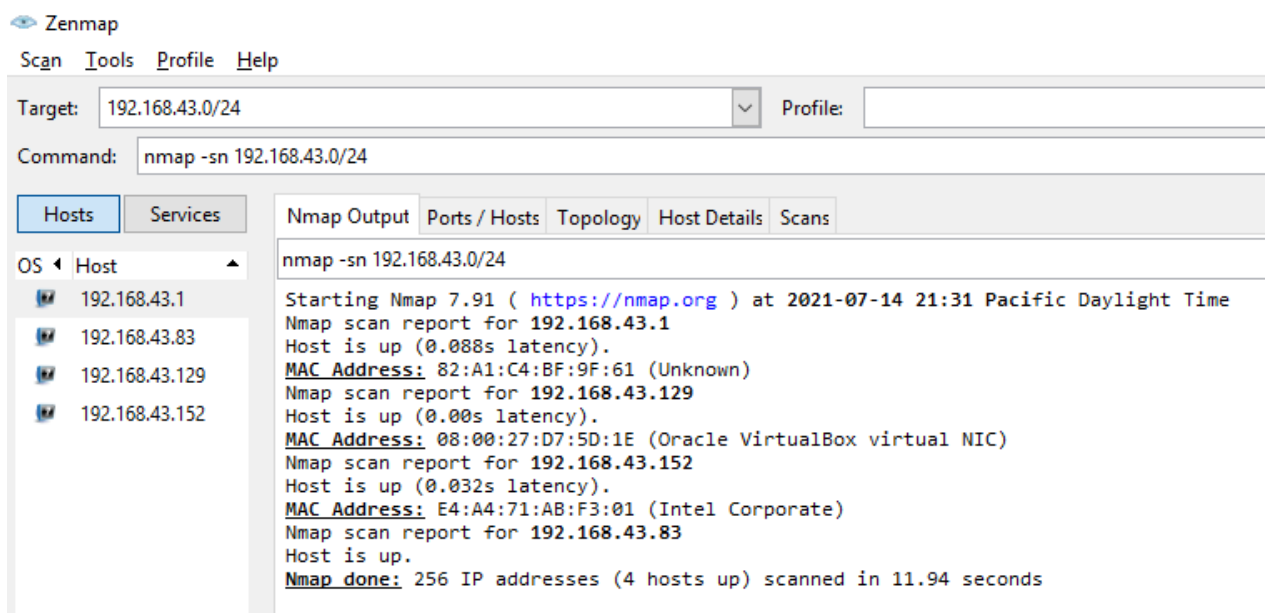 Zenmap
Scan Tools Profile Help
Target: 192.168.43.0/24 Profile:
Command: nmap -sn 192.168.43.0/24
Hosts Services
Nmap Output Ports / Hosts Topology Host Details Scans
OS Host
192.168.43.1
192.168.43.83
192.168.43.129
192.168.43.152
nmap -sn 192.168.43.0/24
Starting Nmap 7.91 ( https://nmap.org ) at 2021-07-14 21:31 Pacific Daylight Time
Nmap scan report for 192.168.43.1
Host is up (0.088s latency).
MAC Address: 82:A1:C4:BF:9F:61 (Unknown)
Nmap scan report for 192.168.43.129
Host is up (0.00s latency).
MAC Address: 08:00:27:D7:5D:1E (Oracle VirtualBox virtual NIC)
Nmap scan report for 192.168.43.152
Host is up (0.032s latency).
MAC Address: E4:A4:71:AB:F3:01 (Intel Corporate)
Nmap scan report for 192.168.43.83
Host is up.
Nmap done: 256 IP addresses (4 hosts up) scanned in 11.94 seconds